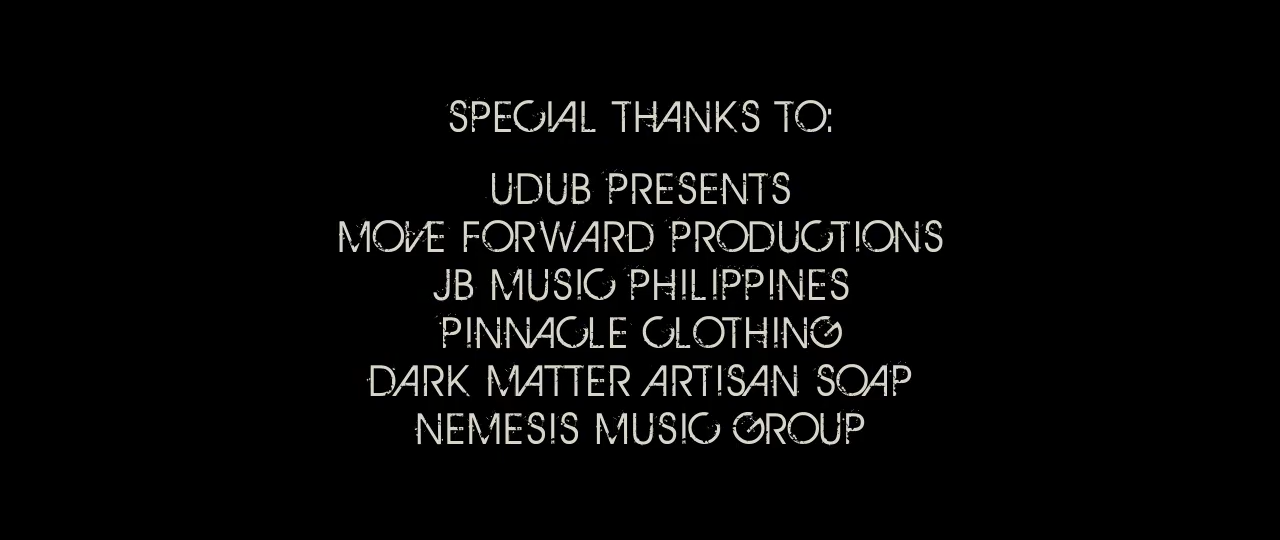 SPECIAL THANKS TO:
UDUB PRESENTS
MOVE FORWARD PRODUCTIONS
JB MUSIC PHILIPPINES
PINNACLE CLOTHING
DARK MATTER ARTISAN SOAP
NEMESIS MUSIC GROUP